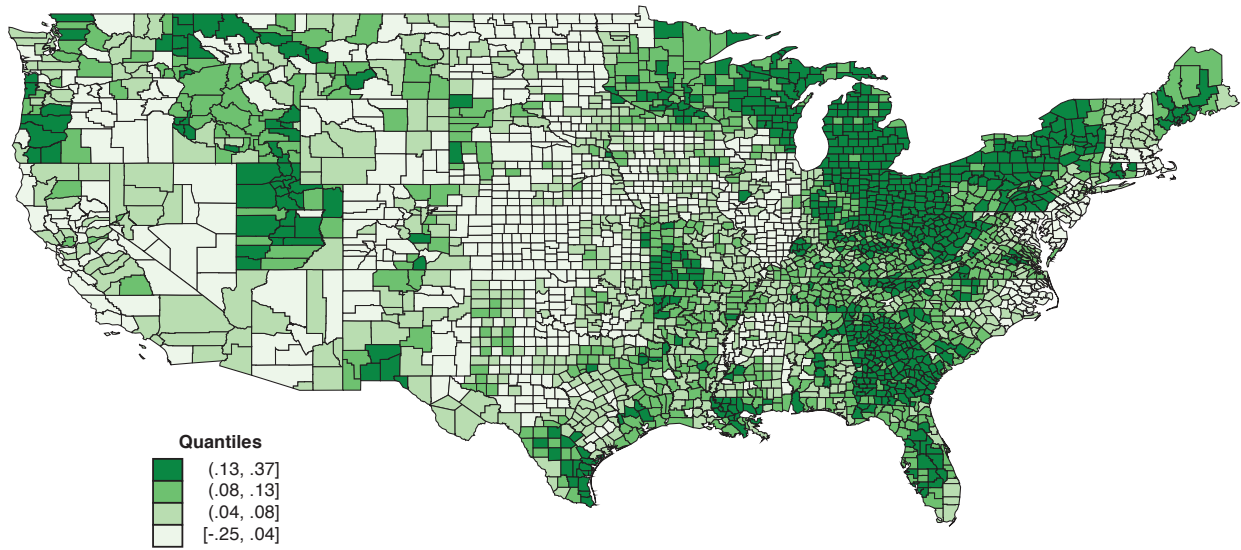 Quantiles
(.13, .37]
(.08, .13]
(.04, .08]
[-.25, .04]